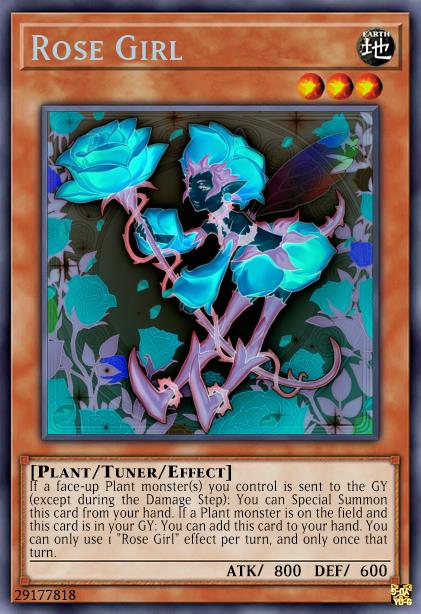 Rose Girl
EARTH
地
[Plant/Tuner/Effect]
If a face-up Plant monster(s) you control is sent to the GY
(except during the Damage Step): You can Special Summon
this card from your hand. If a Plant monster is on the field and
this card is in your GY: You can add this card to your hand. You
can only use 1 "Rose Girl" effect per turn, and only once that
turn.
ATK/ 800 DEF/ 600
29177818